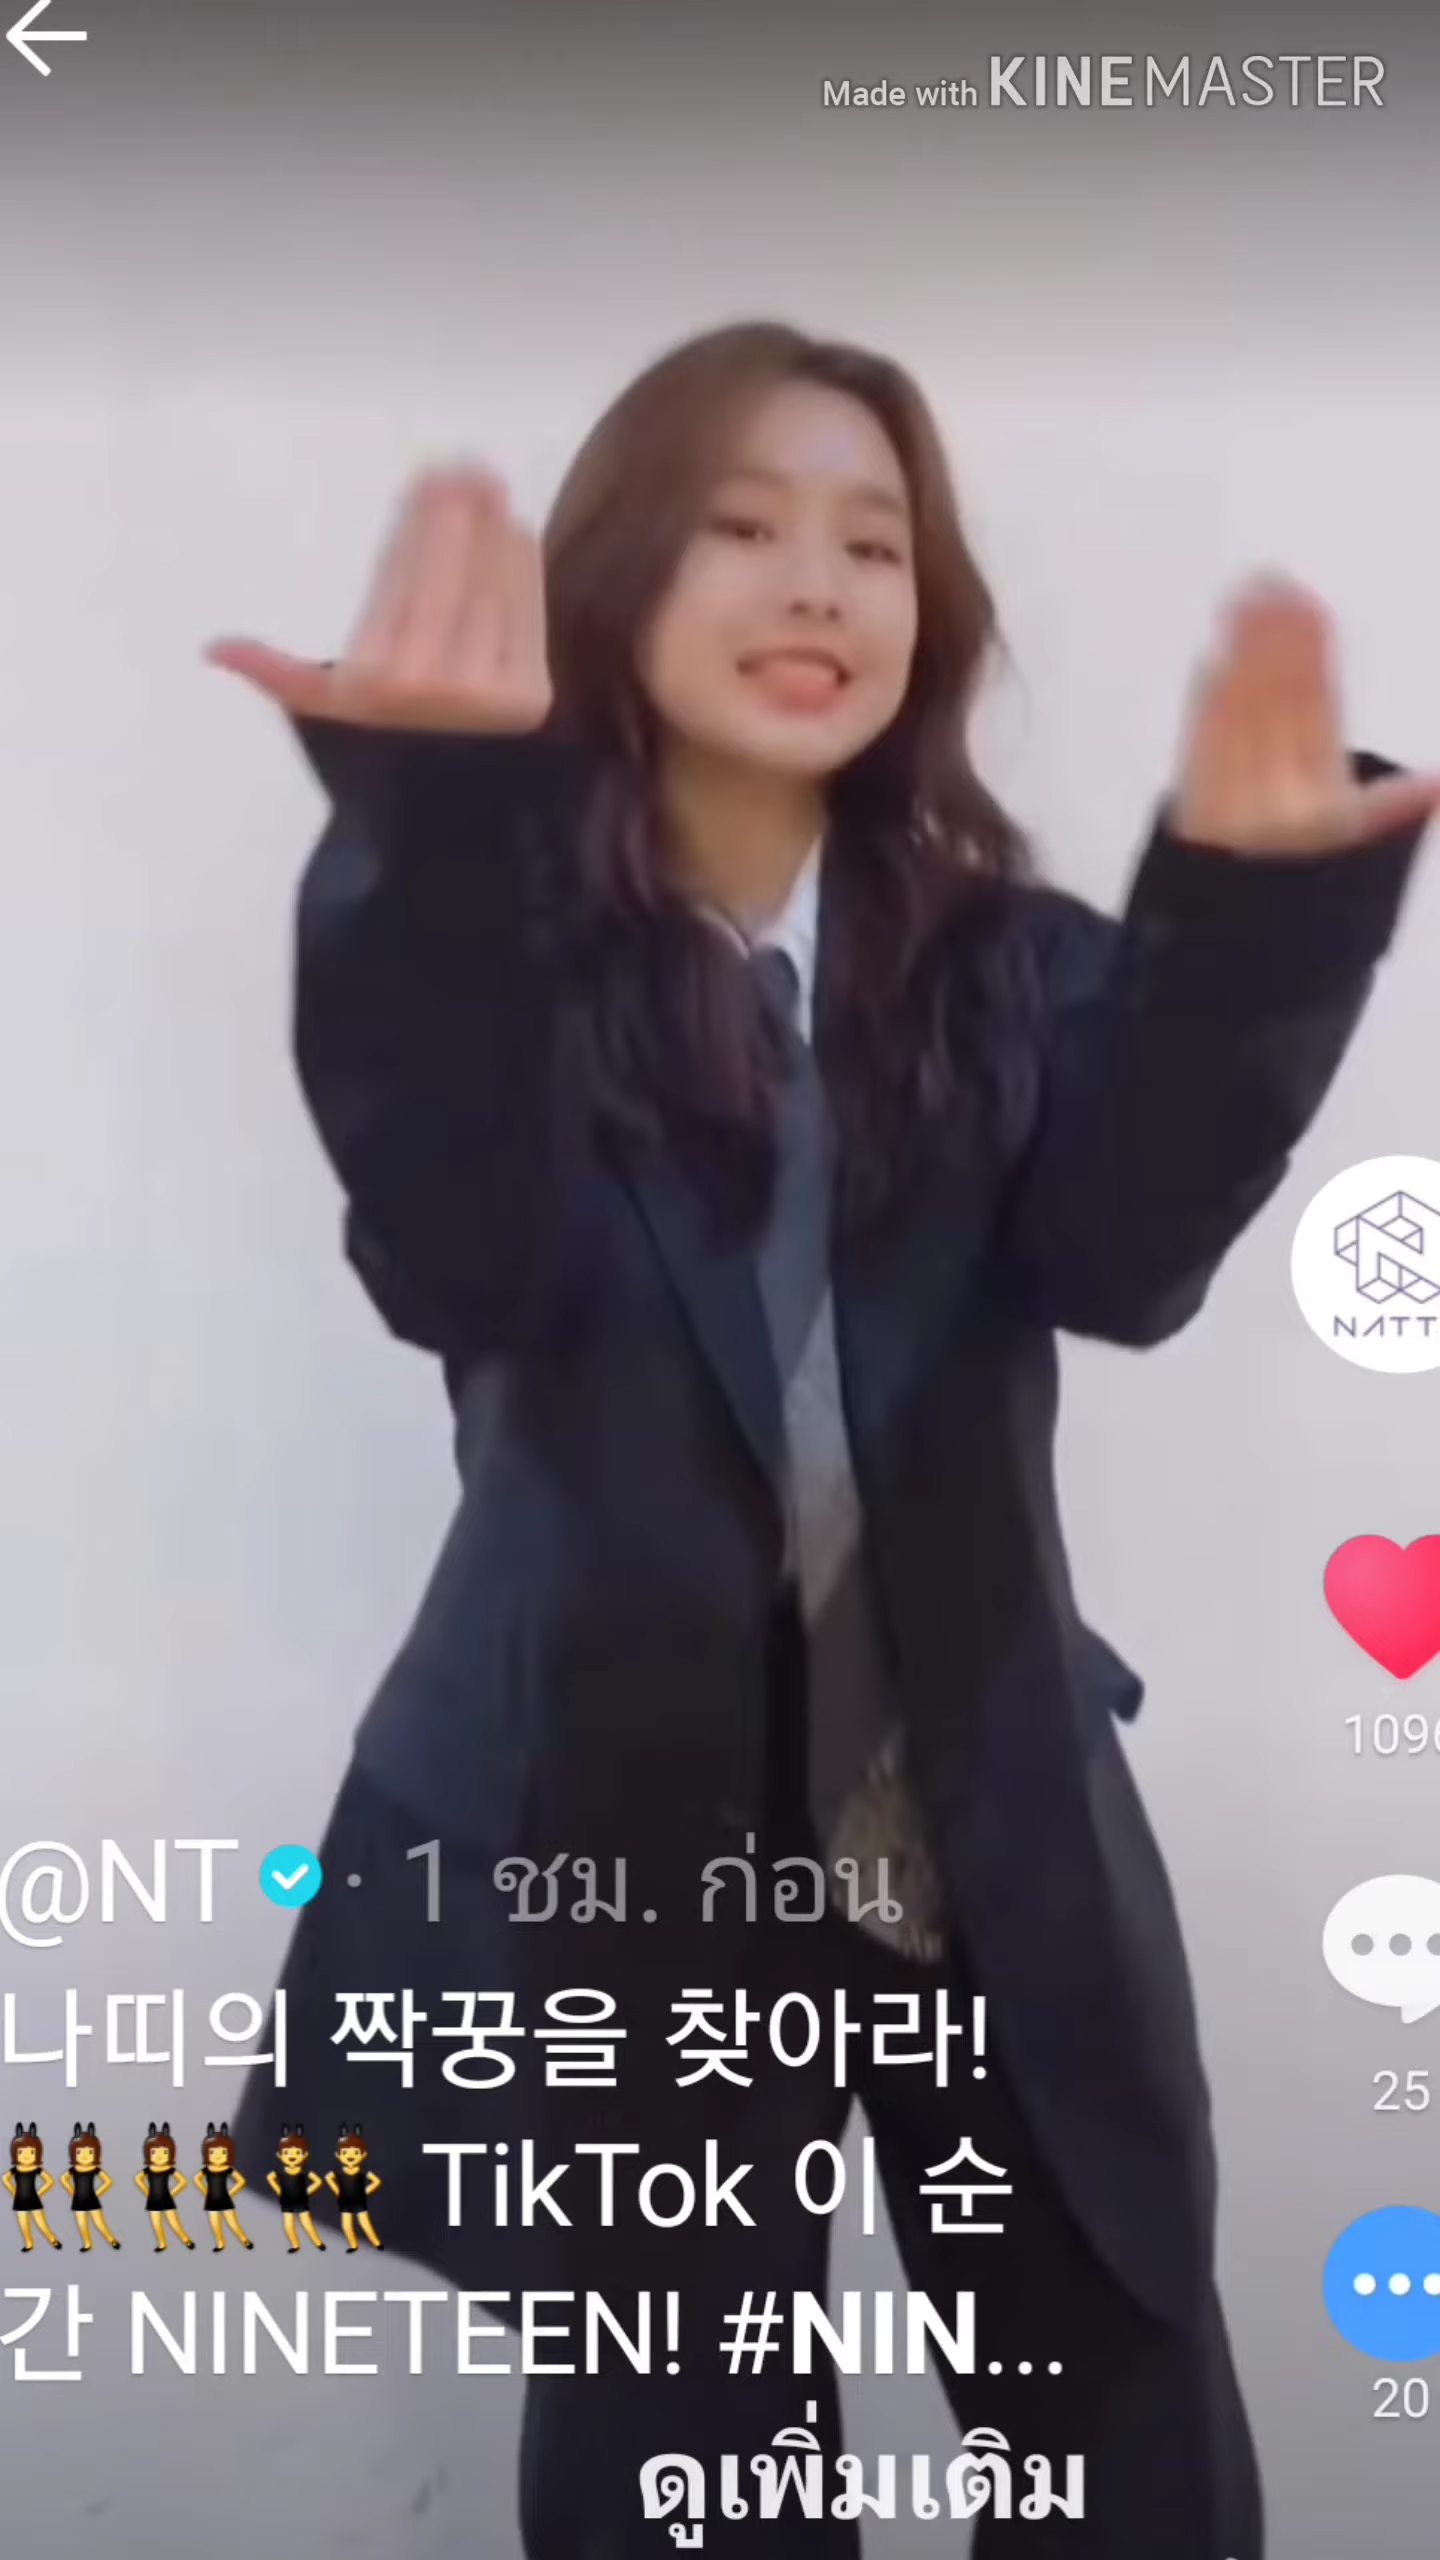 Made with KINEMASTER
NATT
1096
@NT · 1 ชม. ก่อน
나띠의 짝꿍을 찾아라!
25
TikTok 이 순
간 NINETEEN! #NIN...
20
ดูเพิ่มเติม